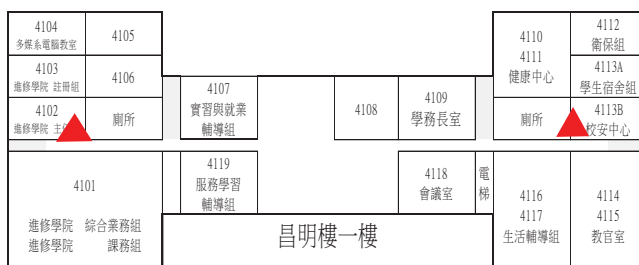 4104
多媒系電腦教室
4105
4103
進修學院 註冊組
4106
4102
進修學院 主
廁所
4107
實習與就業
輔導組
4108
4109
學務長室
4110
4111
健康中心
4112
衛保組
4113A
學生宿舍組
廁所
4113B
校安中心
4101
進修學院 綜合業務組
進修學院 課務組
4119
服務學習
輔導組
4118
會議室
電
梯
4116
4117
生活輔導組
4114
4115
教官室
昌明樓一樓